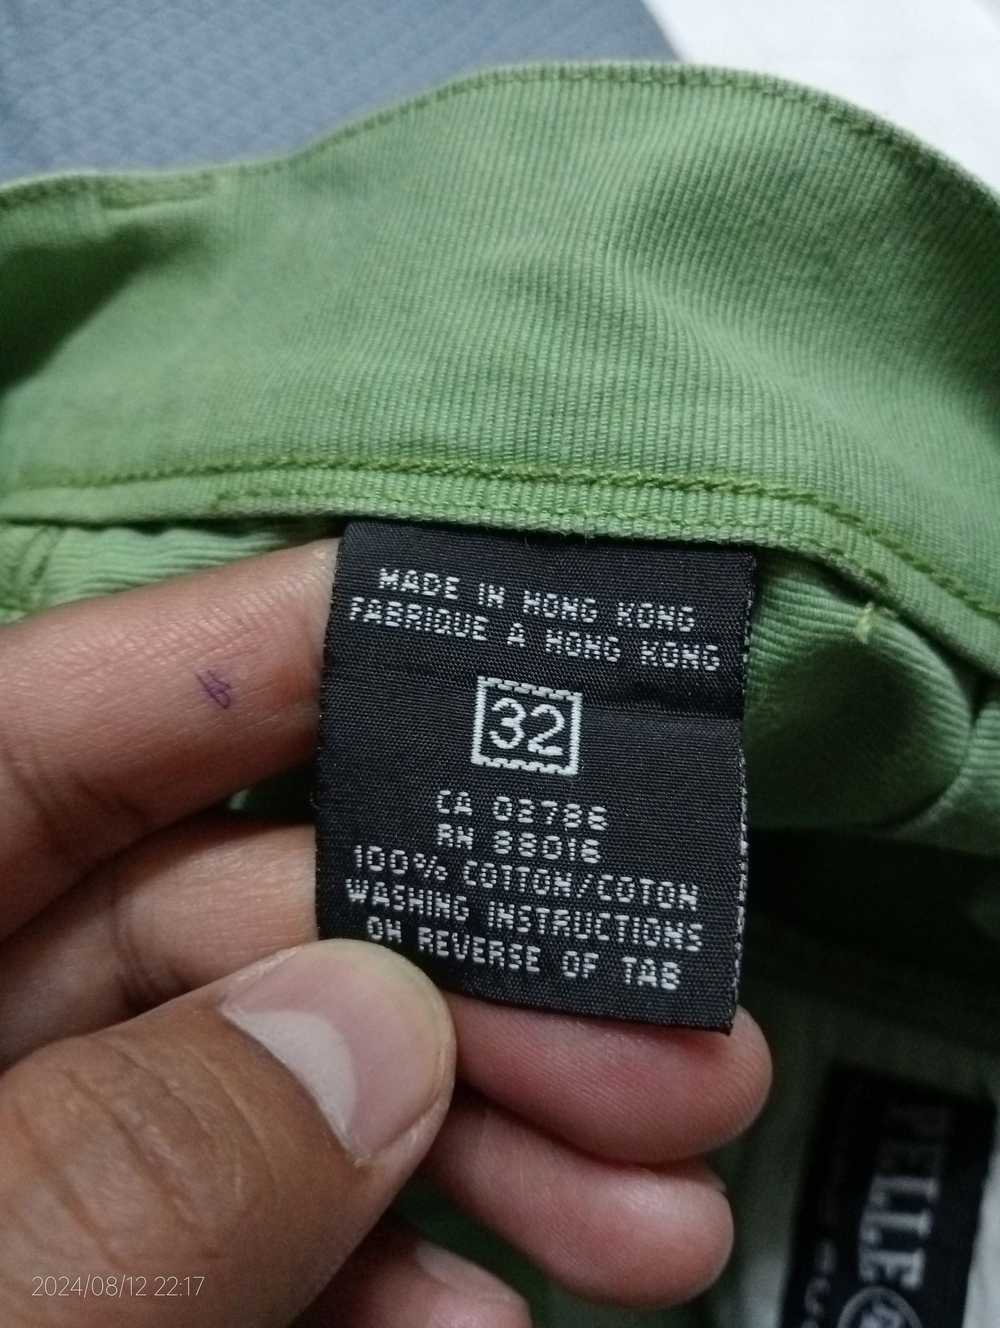 MADE IN HONG KONG
FABRIQUE A HONG KONG
32
CA 02786
RN 88016
100% COTTON/COTON
WASHING INSTRUCTIONS
ON REVERSE OF TAB
PELLE
2024/08/12 22:17